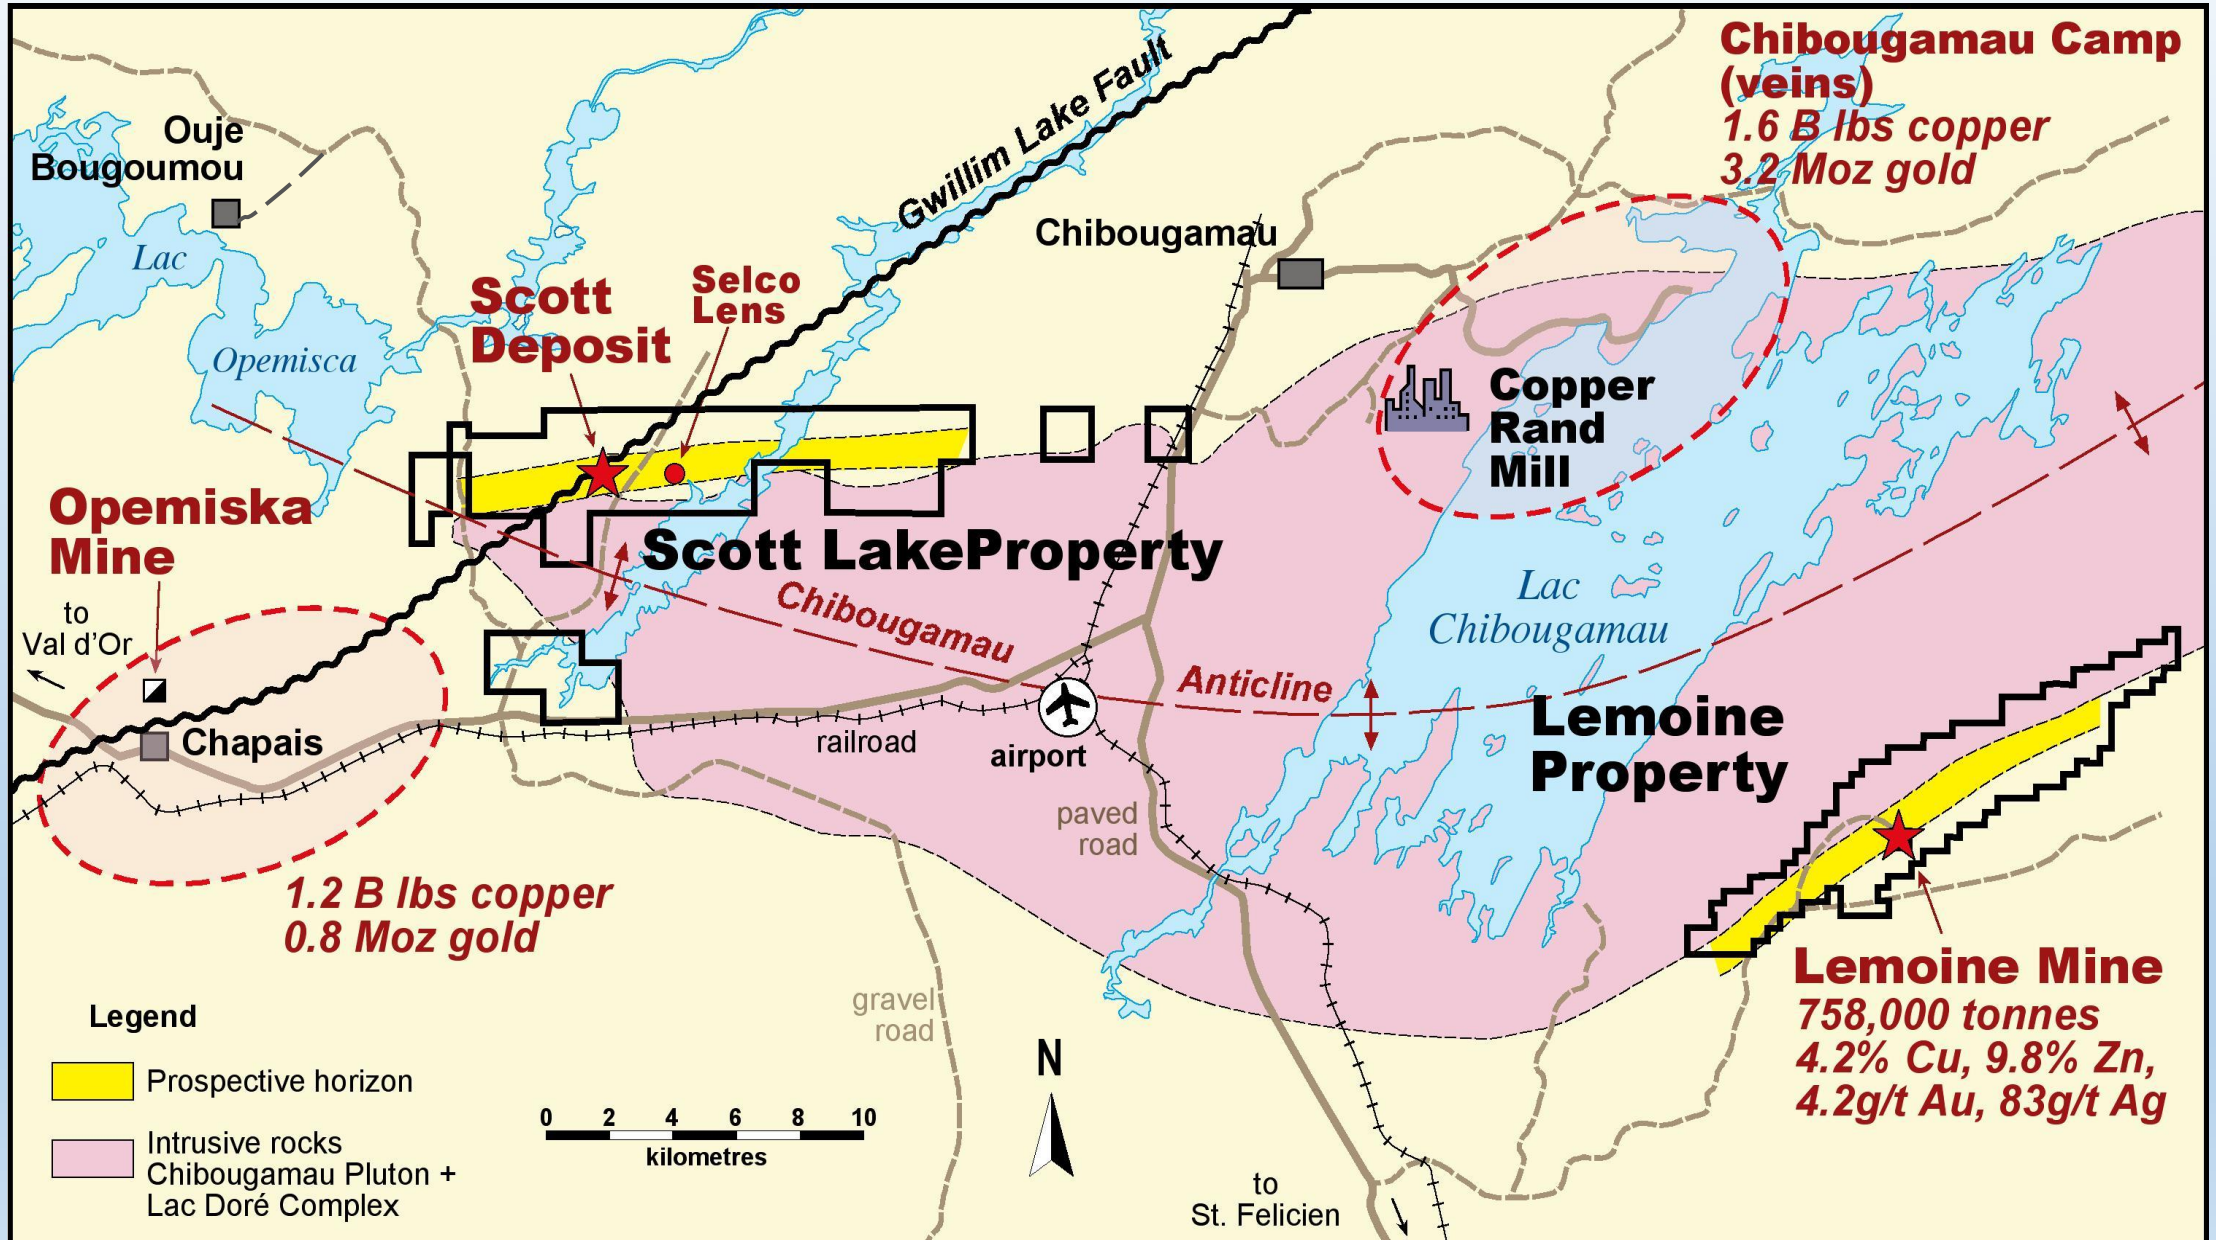 Chibougamau Camp
(veins)
1.6 B lbs copper
3.2 Moz gold
Gwillim Lake Fault
Ouje
Bougoumou
Lac
Opemisca
Chibougamau
Scott
Deposit
Selco
Lens
Copper
Rand
Mill
Opemiska
Mine
Scott LakeProperty
to
Val d'Or
Lac
Chibougamau
Chibougamau
Anticline
Lemoine
Property
Chapais
railroad
airport
paved
road
1.2 B lbs copper
0.8 Moz gold
Lemoine Mine
758,000 tonnes
4.2% Cu, 9.8% Zn,
4.2g/t Au, 83g/t Ag
gravel
road
Legend
Prospective horizon
Intrusive rocks
Chibougamau Pluton +
Lac Doré Complex
0 2 4 6 8 10
kilometres
N
to
St. Felicien